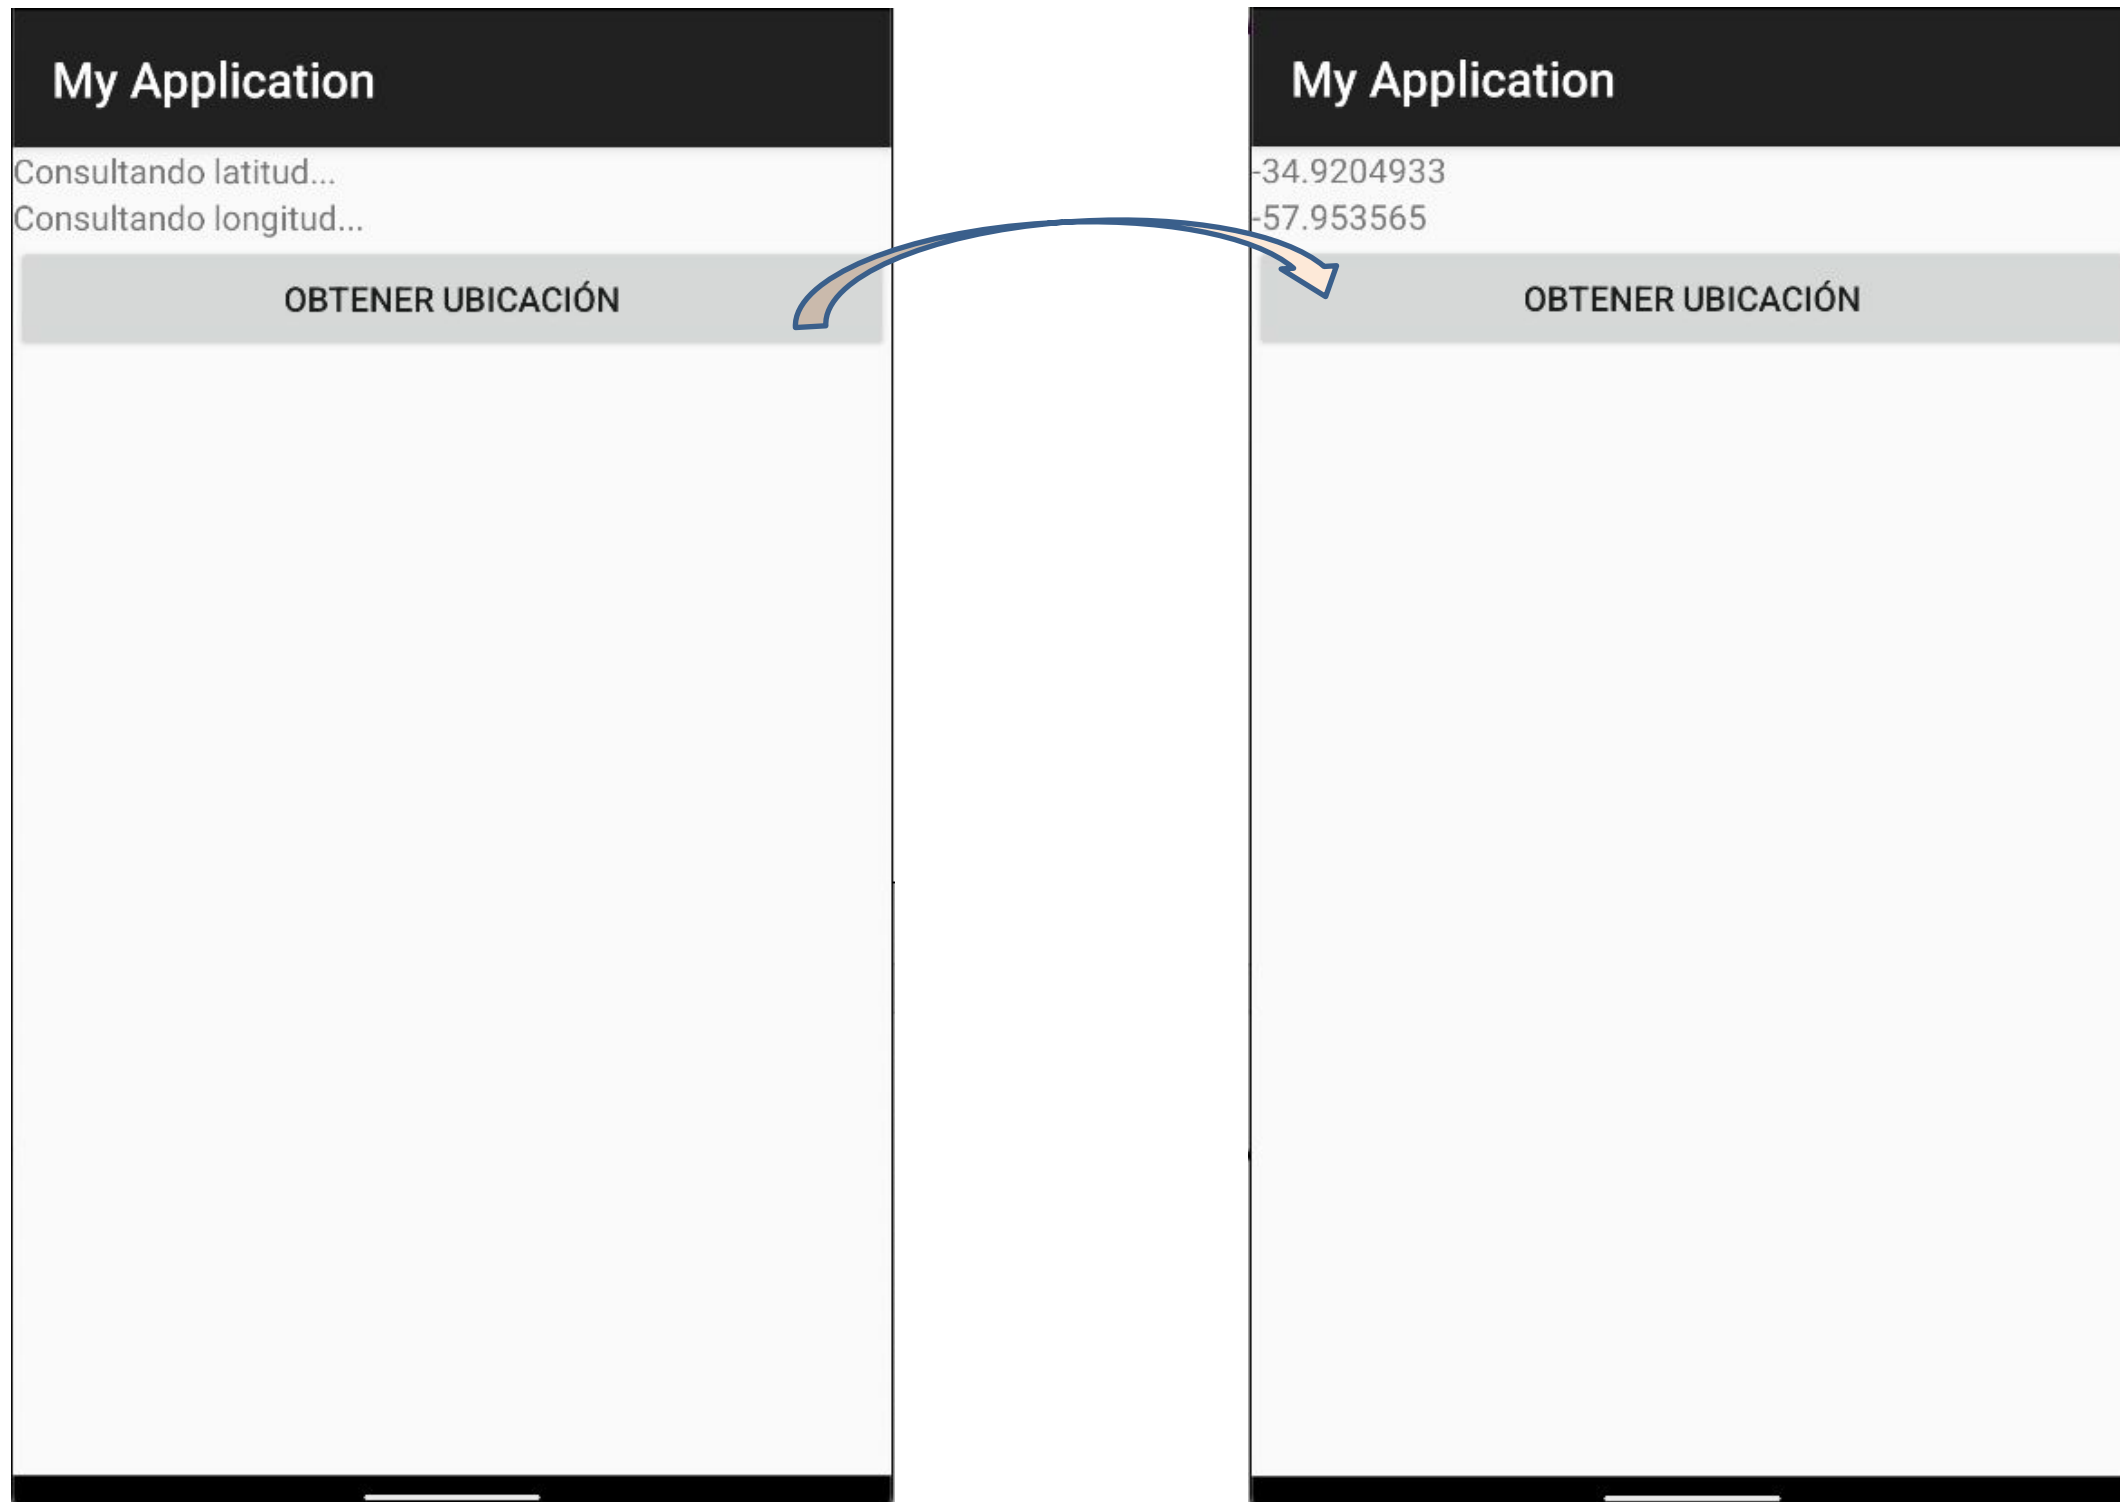 My Application
Consultando latitud...
Consultando longitud...
OBTENER UBICACIÓN
My Application
-34.9204933
-57.953565
OBTENER UBICACIÓN